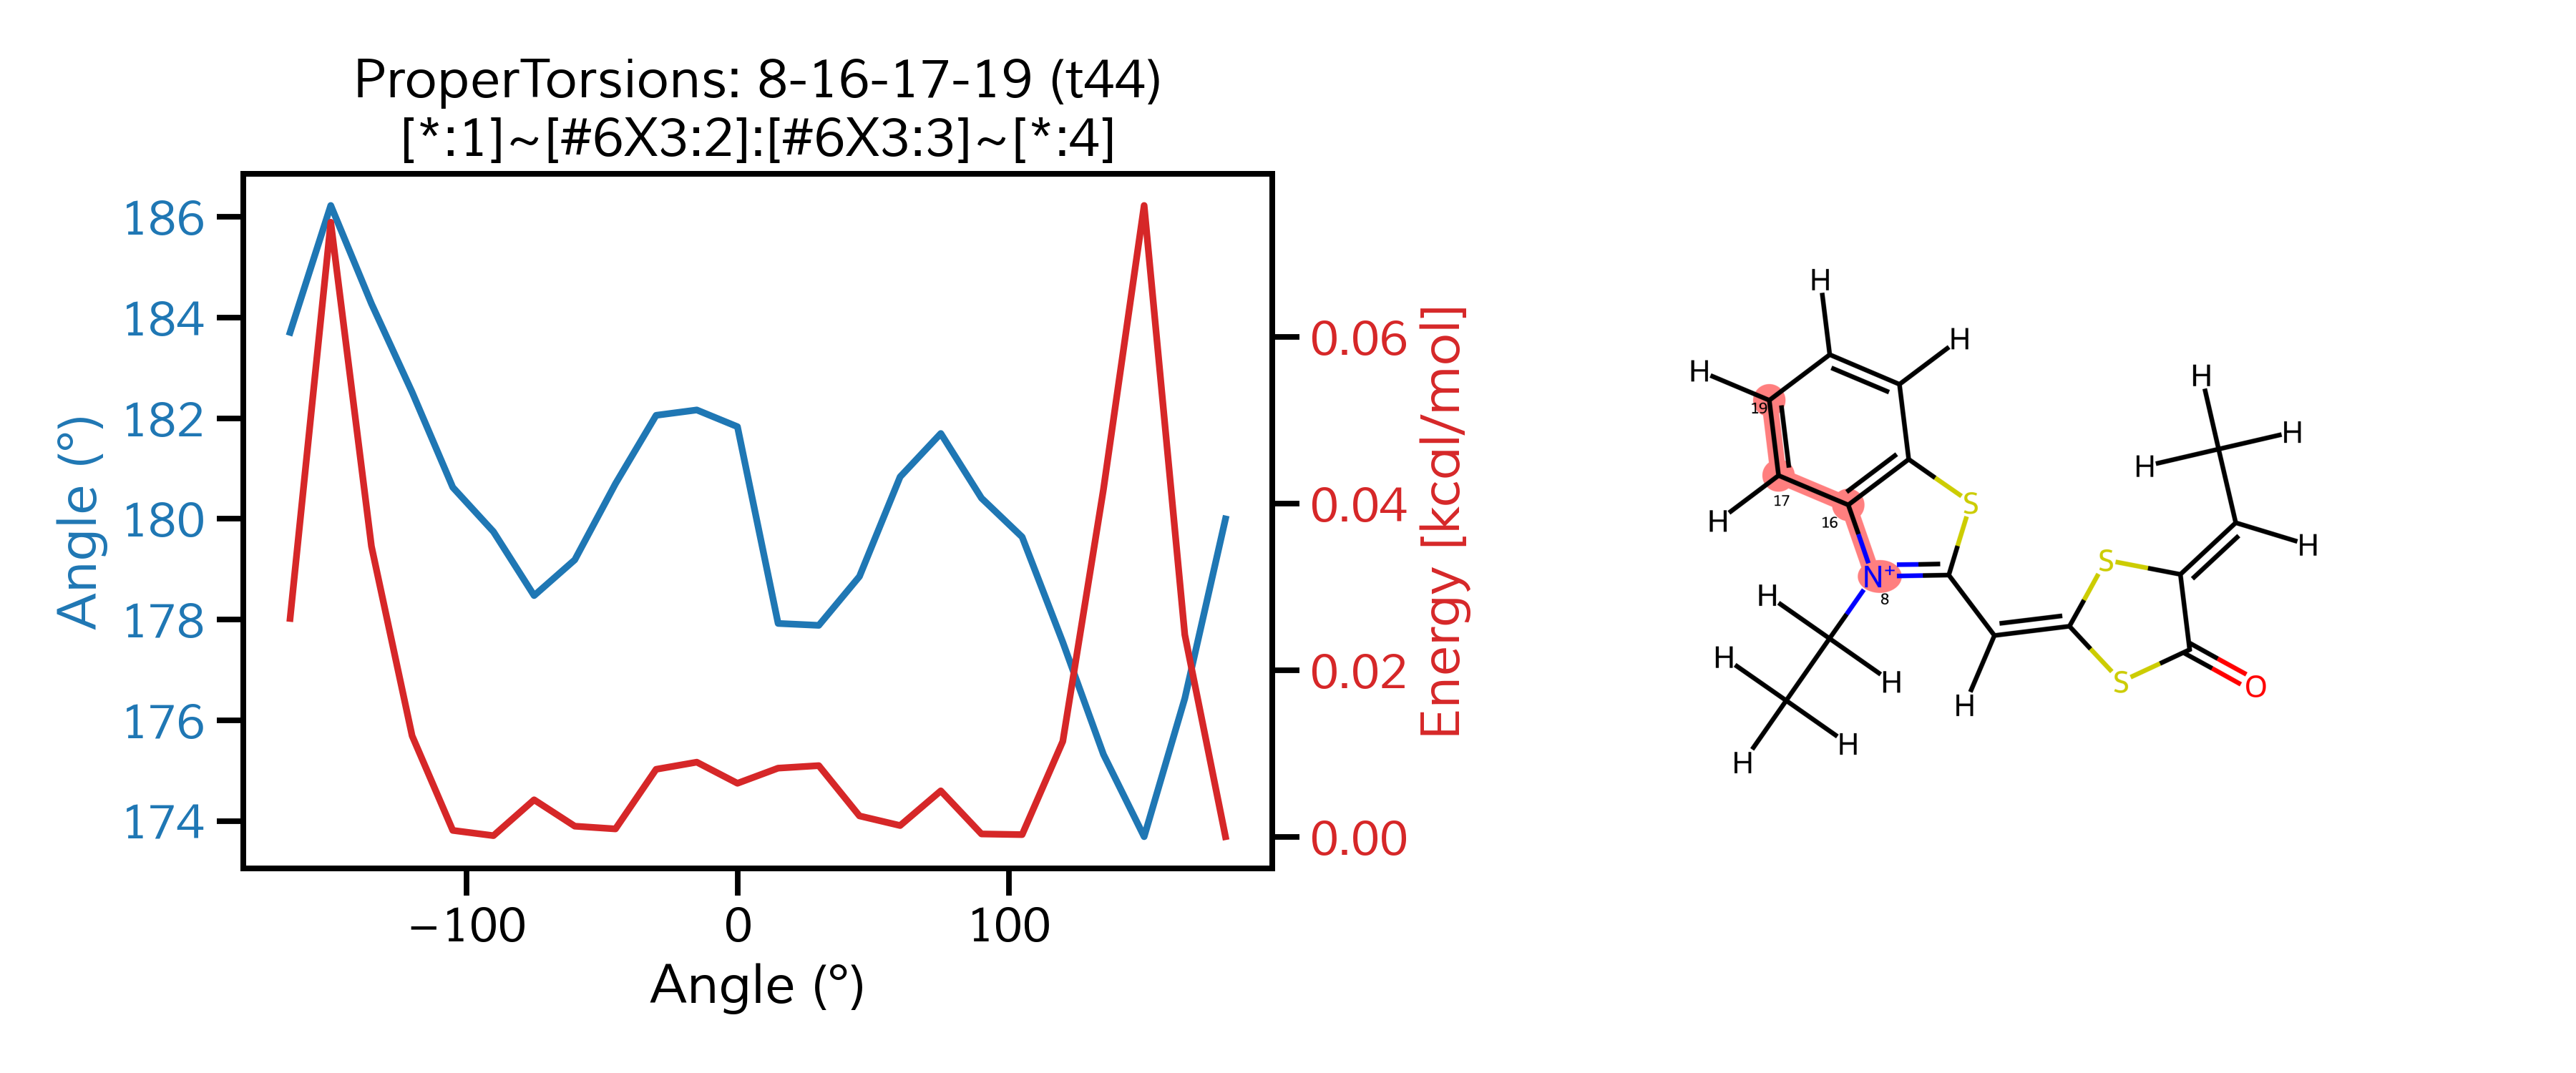 ProperTorsions: 8-16-17-19 (t44)
[*:1]~[#6X3:2]:[#6X3:3]~[*:4]
186
184
182
180
178
176
174
Angle (°)
0.06
0.04
0.02
0.00
Energy [kcal/mol]
−100 0 100
Angle (°)
H
H
H
H
19
H
H
17
16
S
H
H
S
N+
8
H
H
S
O
H
H
H
H